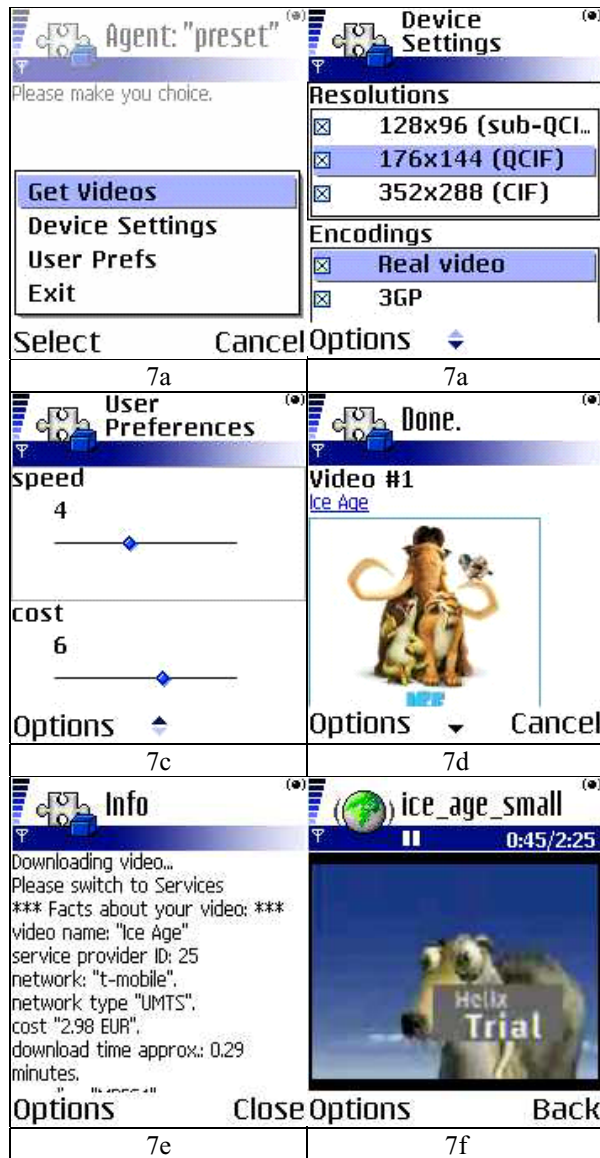 Agent: "preset"
Please make you choice.
Get Videos
Device Settings
User Prefs
Exit
Select Cancel
7a
Device
Settings
Resolutions
128x96 (sub-QCI...
176x144 (QCIF)
352x288 (CIF)
Encodings
Real video
3GP
Options
7a
User
Preferences
speed
4
cost
6
Options
7c
Done.
Video #1
Ice Age
Options Cancel
7d
Info
Downloading video...
Please switch to Services
*** Facts about your video: ***
video name: "Ice Age"
service provider ID: 25
network: "t-mobile".
network type "UMTS".
cost "2.98 EUR".
download time approx.: 0.29
minutes.
Options Close
7e
ice_age_small
0:45/2:25
Helix
Trial
Options Back
7f